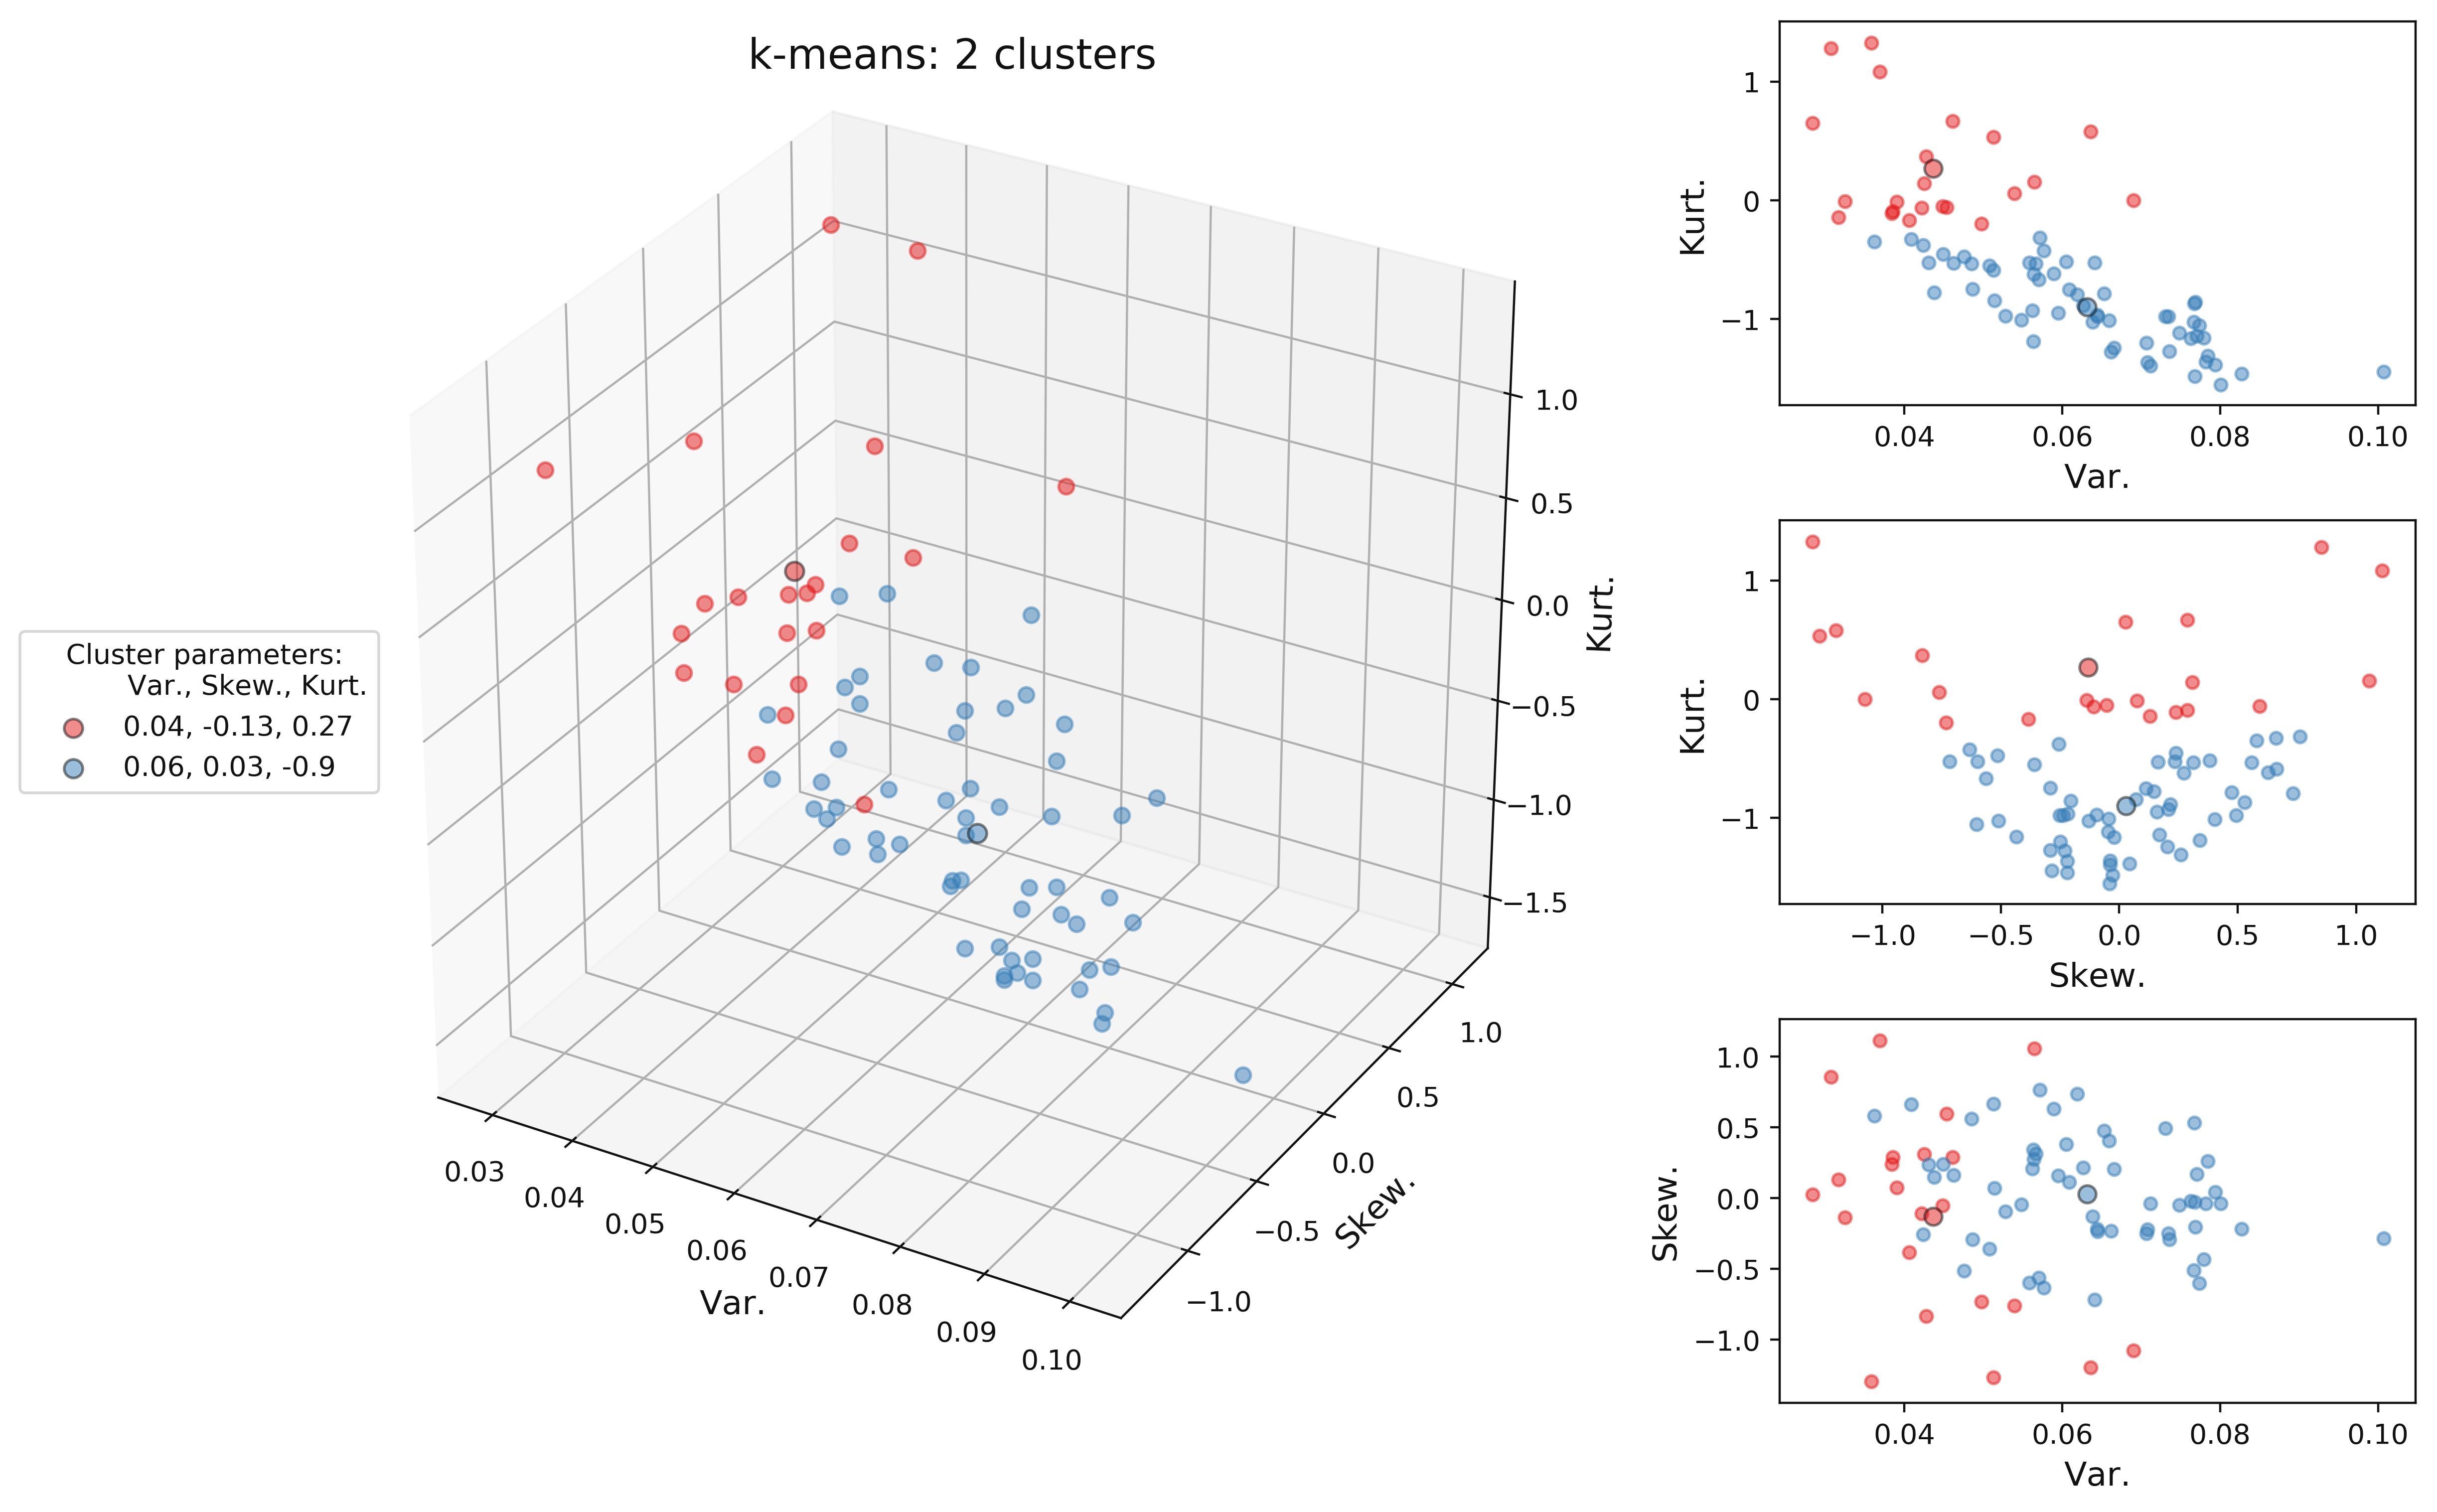 k-means: 2 clusters
Cluster parameters:
Var., Skew., Kurt.
0.04, -0.13, 0.27
0.06, 0.03, -0.9
1.0
0.5
0.0
−0.5
−1.0
−1.5
Kurt.
0.03
0.04
0.05
0.06
0.07
0.08
0.09
0.10
Var.
1.0
0.5
0.0
−0.5
−1.0
Skew.
1
0
−1
Kurt.
0.04 0.06 0.08 0.10
Var.
1
0
−1
Kurt.
−1.0 −0.5 0.0 0.5 1.0
Skew.
1.0
0.5
0.0
−0.5
−1.0
Skew.
0.04 0.06 0.08 0.10
Var.